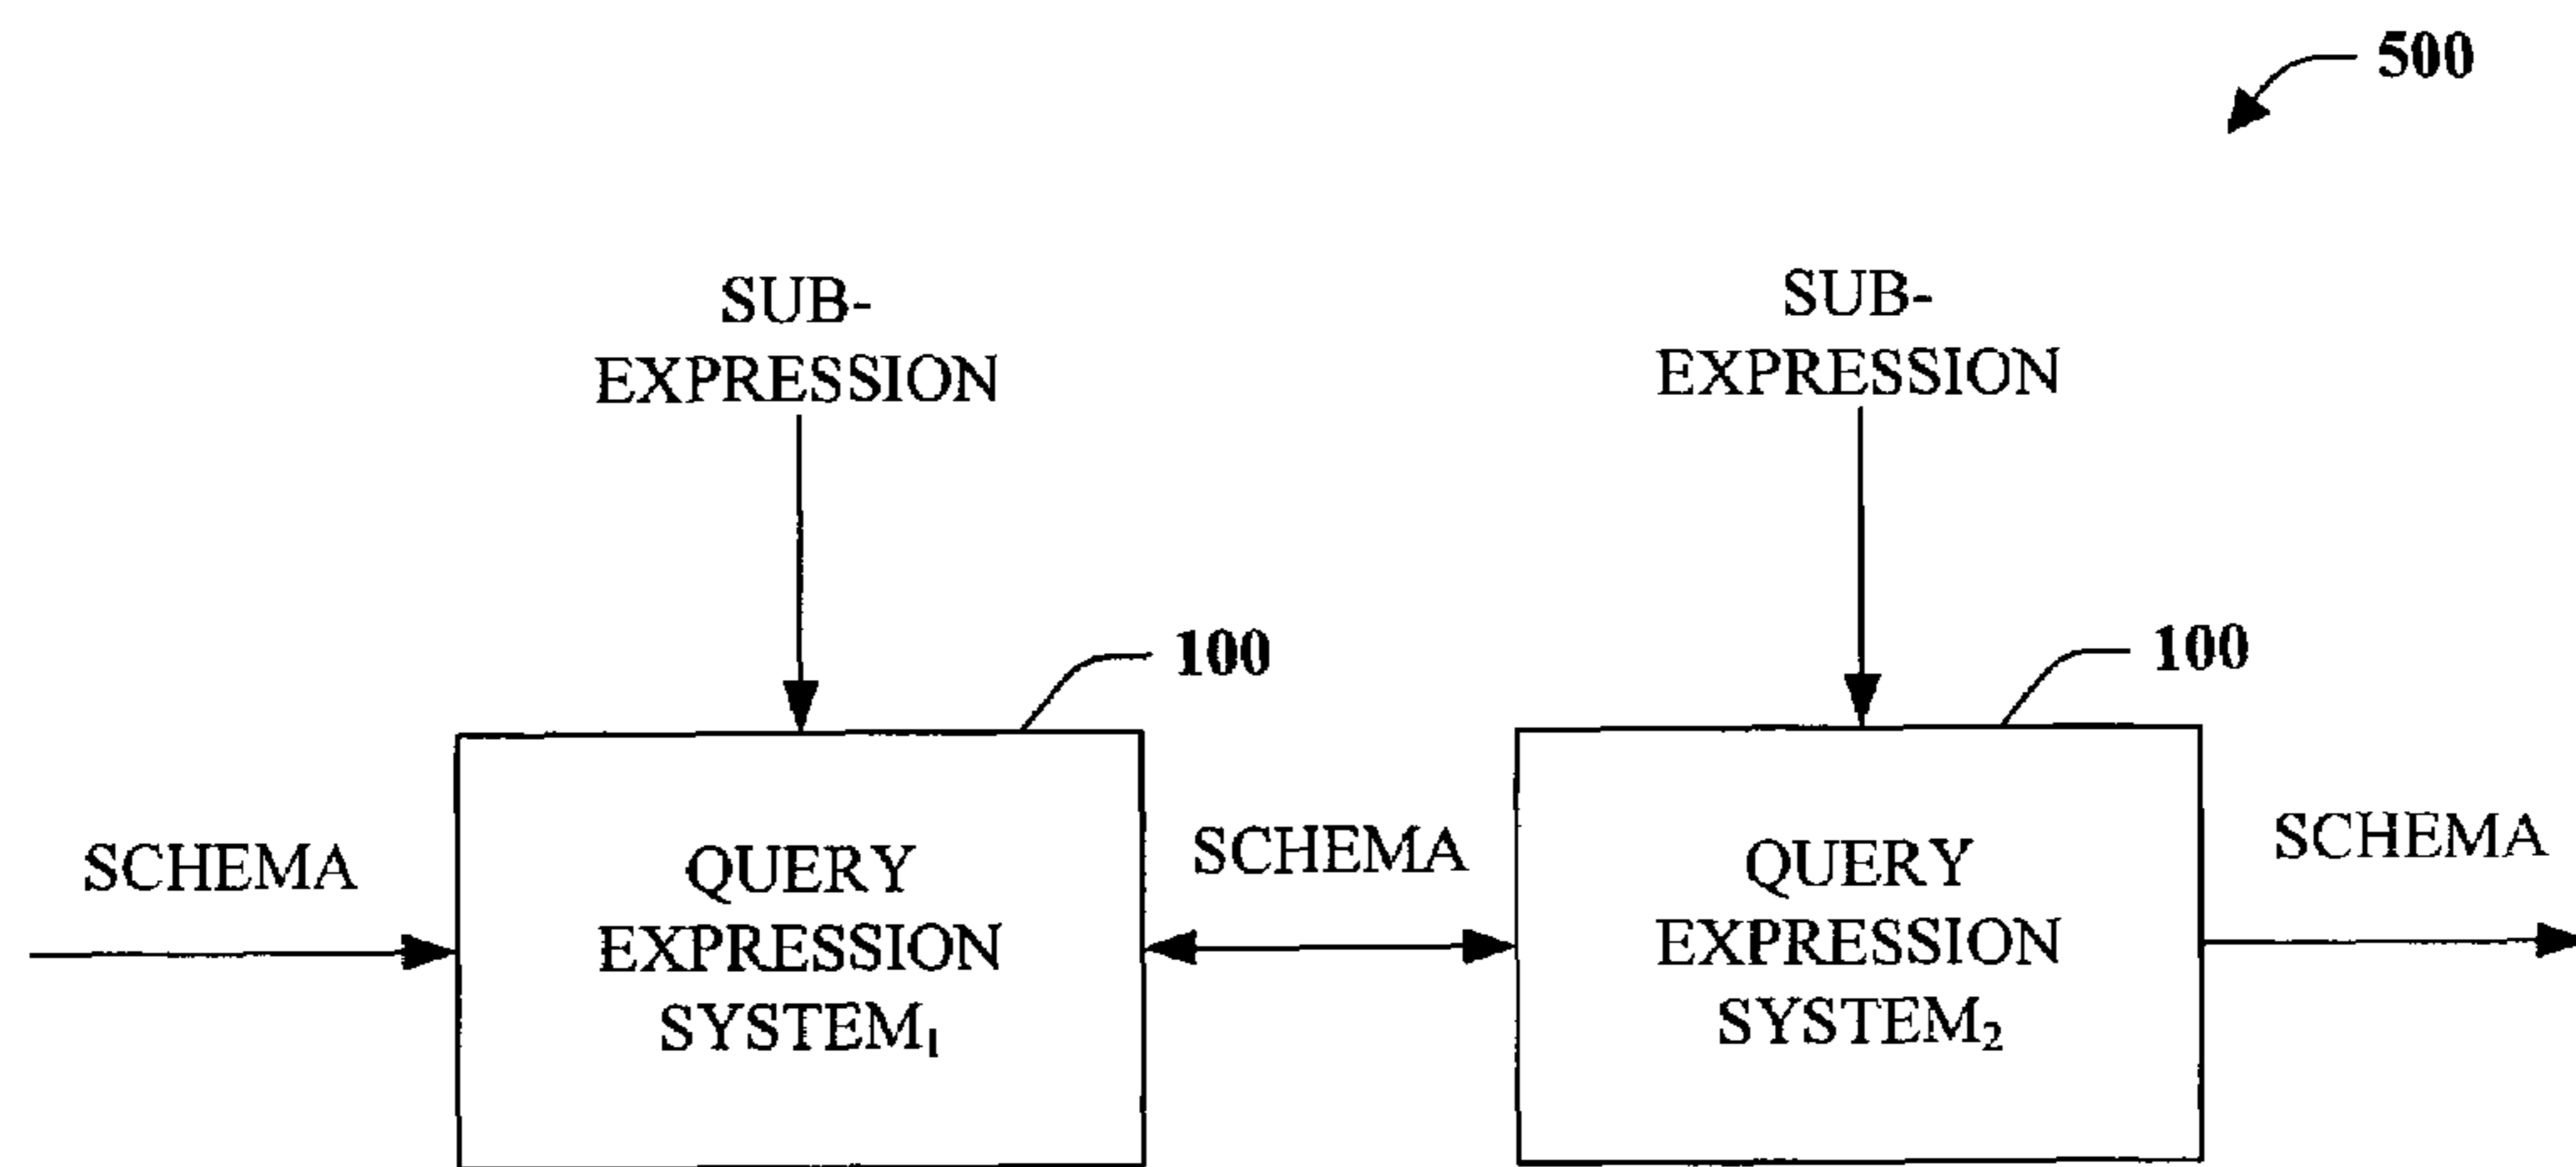 500
SUB-
EXPRESSION
SUB-
EXPRESSION
100
100
SCHEMA
QUERY
EXPRESSION
SYSTEM₁
SCHEMA
QUERY
EXPRESSION
SYSTEM₂
SCHEMA